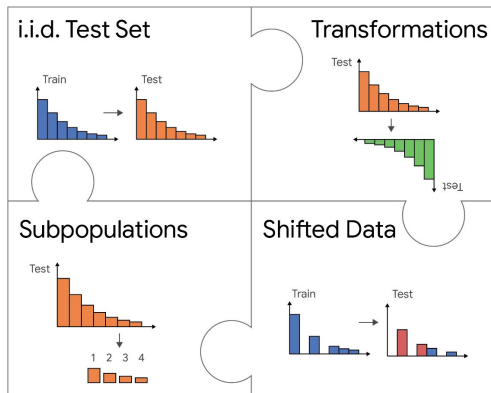 i.i.d. Test Set
Train
Test
Transformations
Test
Test
Subpopulations
Test
1 2 3 4
Shifted Data
Train
Test